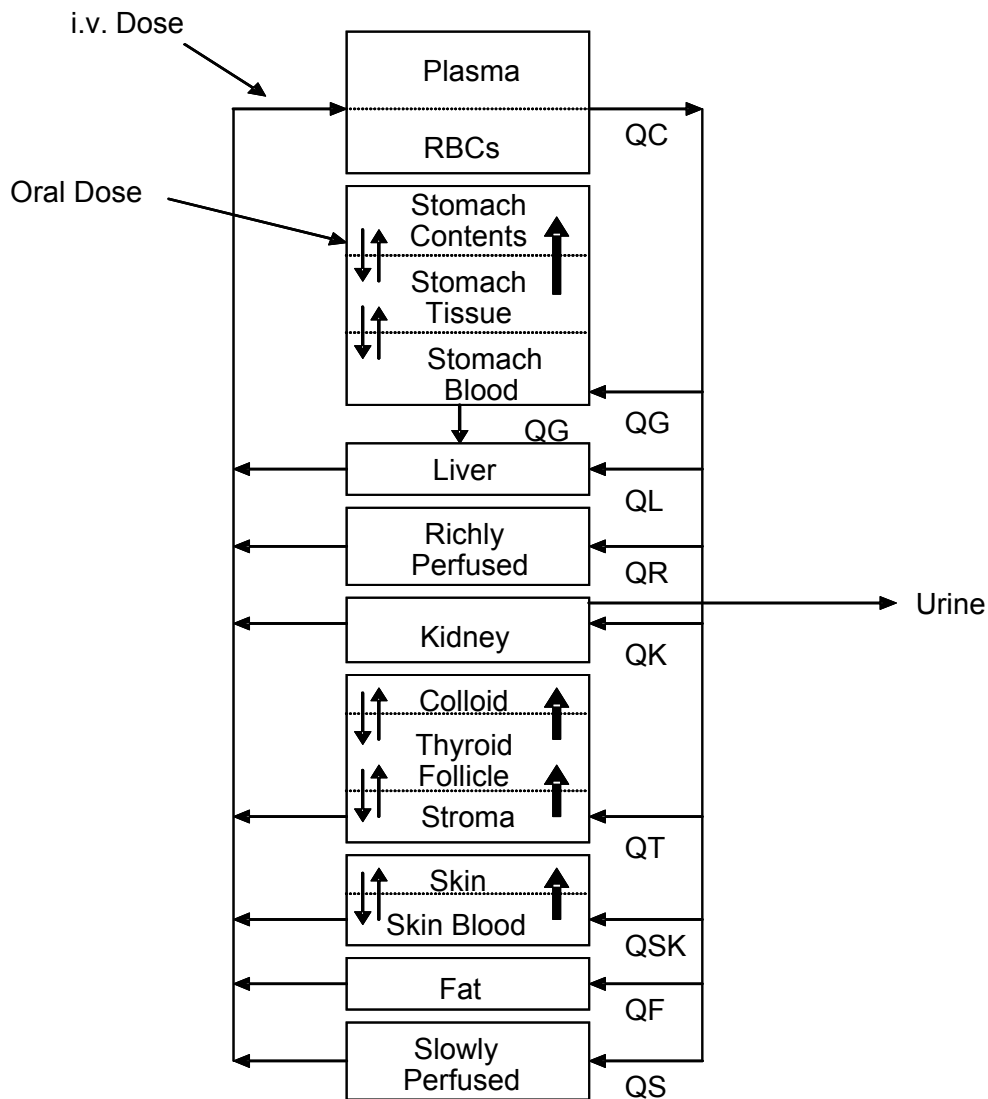 i.v. Dose
Plasma
QC
RBCs
Oral Dose
Stomach
Contents
Stomach
Tissue
Stomach
Blood
QG
QG
Liver
QL
Richly
Perfused
QR
Urine
Kidney
QK
Colloid
Thyroid
Follicle
Stroma
QT
Skin
Skin Blood
QSK
Fat
QF
Slowly
Perfused
QS